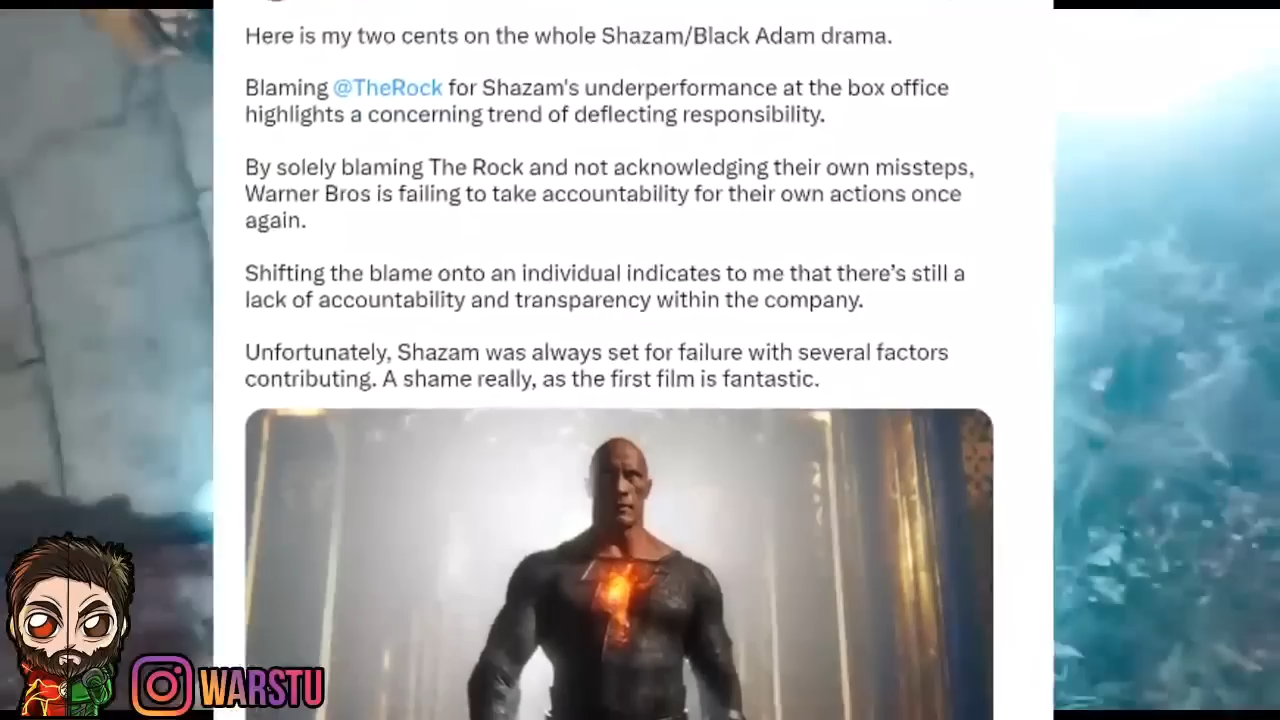 Here is my two cents on the whole Shazam/Black Adam drama.
Blaming @TheRock for Shazam's underperformance at the box office
highlights a concerning trend of deflecting responsibility.
By solely blaming The Rock and not acknowledging their own missteps,
Warner Bros is failing to take accountability for their own actions once
again.
Shifting the blame onto an individual indicates to me that there’s still a
lack of accountability and transparency within the company.
Unfortunately, Shazam was always set for failure with several factors
contributing. A shame really, as the first film is fantastic.
WARSTU